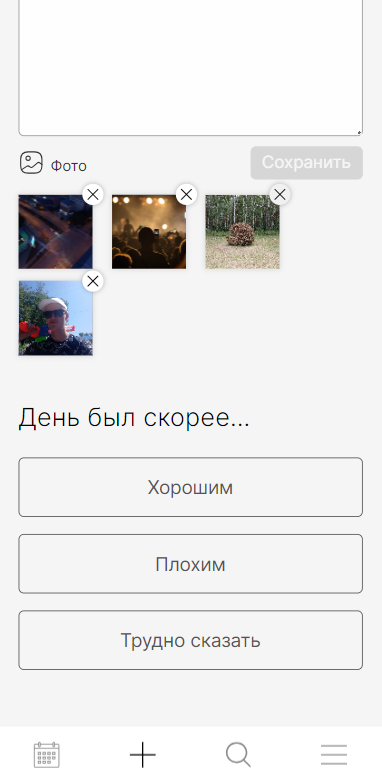 Фото
Сохранить
День был скорее...
Хорошим
Плохим
Трудно сказать